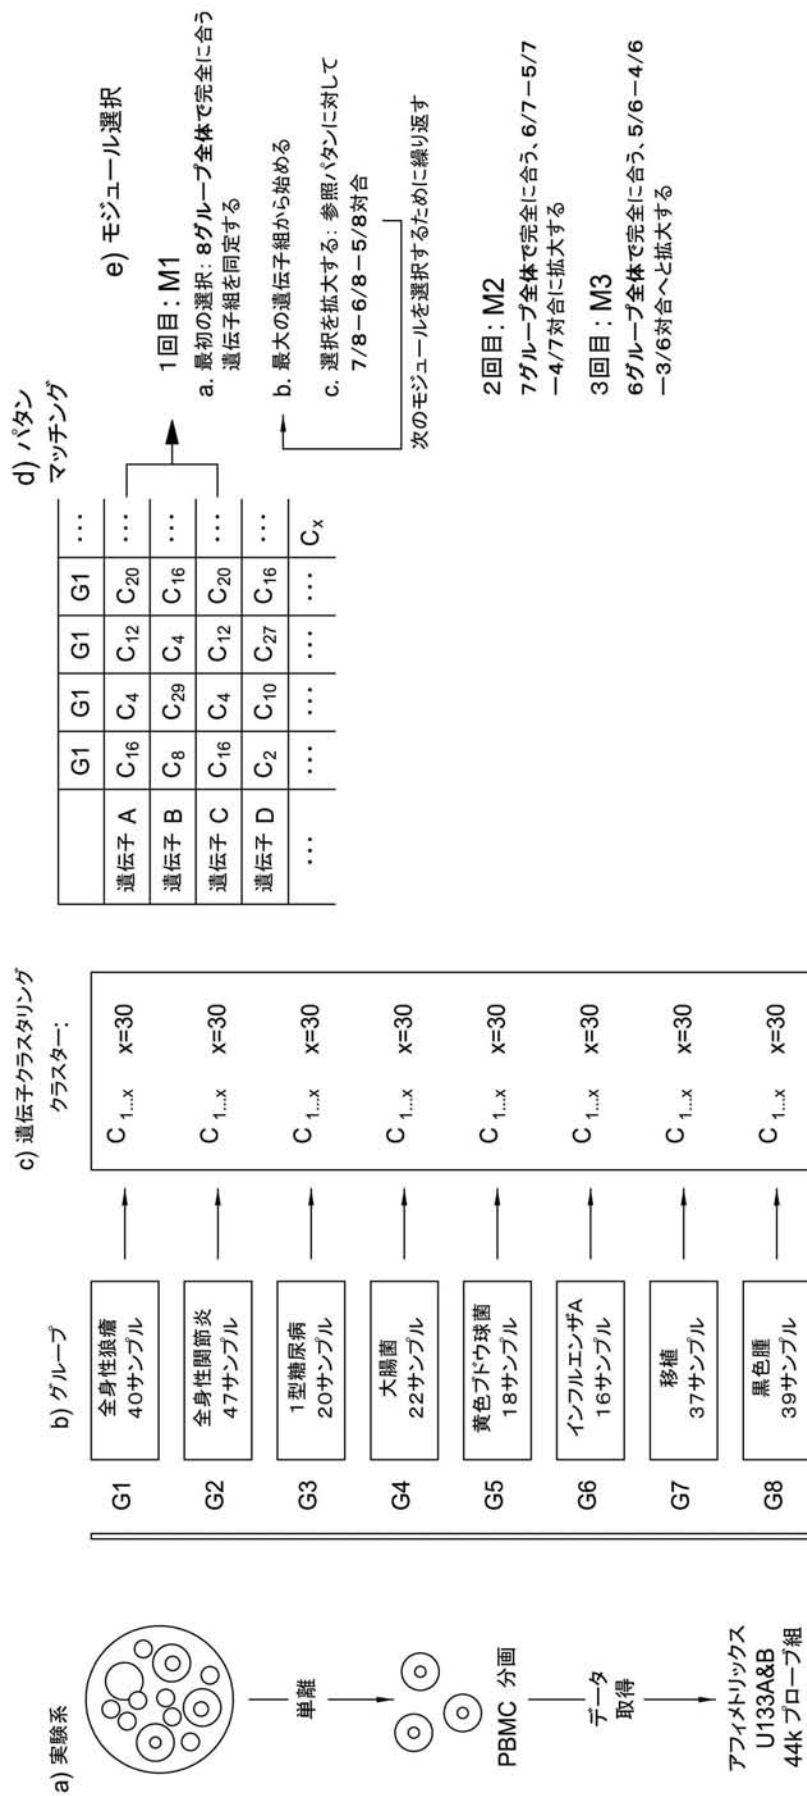 a) 実験系
単離
PBMC 分画
データ
取得
アフィメトリックス
U133A&B
44k プローブ組
b) グループ
G1
全身性狼瘡
40サンプル
G2
全身性関節炎
47サンプル
G3
1型糖尿病
20サンプル
G4
大腸菌
22サンプル
G5
黄色ブドウ球菌
18サンプル
G6
インフルエンザA
16サンプル
G7
移植
37サンプル
G8
黒色腫
39サンプル
c) 遺伝子クラスタリング
クラスター:
C 1...x x=30
C 1...x x=30
C 1...x x=30
C 1...x x=30
C 1...x x=30
C 1...x x=30
C 1...x x=30
C 1...x x=30
d) パタン
マッチング
G1 G1 G1 G1 ...
遺伝子 A C16 C4 C12 C20 ...
遺伝子 B C8 C29 C4 C16 ...
遺伝子 C C16 C4 C12 C20 ...
遺伝子 D C2 C10 C27 C16 ...
... ... ... ... ... Cx
e) モジュール選択
1回目: M1
a. 最初の選択: 8グループ全体で完全に合う
遺伝子組を同定する
b. 最大の遺伝子組から始める
c. 選択を拡大する: 参照パタンに対して
7/8−6/8−5/8対合
次のモジュールを選択するために繰り返す
2回目: M2
7グループ全体で完全に合う、6/7−5/7
−4/7対合に拡大する
3回目: M3
6グループ全体で完全に合う、5/6−4/6
−3/6対合へと拡大する